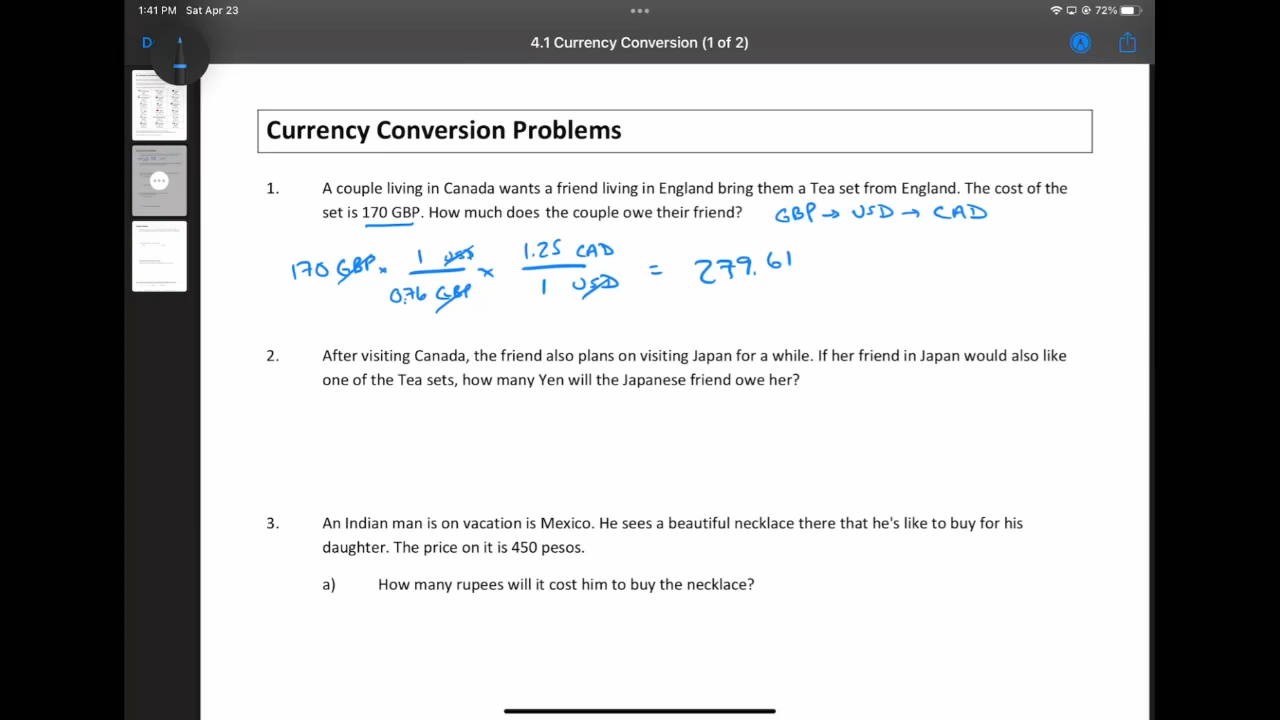 1:41 PM Sat Apr 23
72%
D
4.1 Currency Conversion (1 of 2)
Currency Conversion Problems
1. A couple living in Canada wants a friend living in England bring them a Tea set from England. The cost of the
set is 170 GBP. How much does the couple owe their friend? GBP → USD → CAD
170 GBP × 1 USD / 0.76 GBP × 1.25 CAD / 1 USD = 279.61
2. After visiting Canada, the friend also plans on visiting Japan for a while. If her friend in Japan would also like
one of the Tea sets, how many Yen will the Japanese friend owe her?
3. An Indian man is on vacation is Mexico. He sees a beautiful necklace there that he's like to buy for his
daughter. The price on it is 450 pesos.
a) How many rupees will it cost him to buy the necklace?